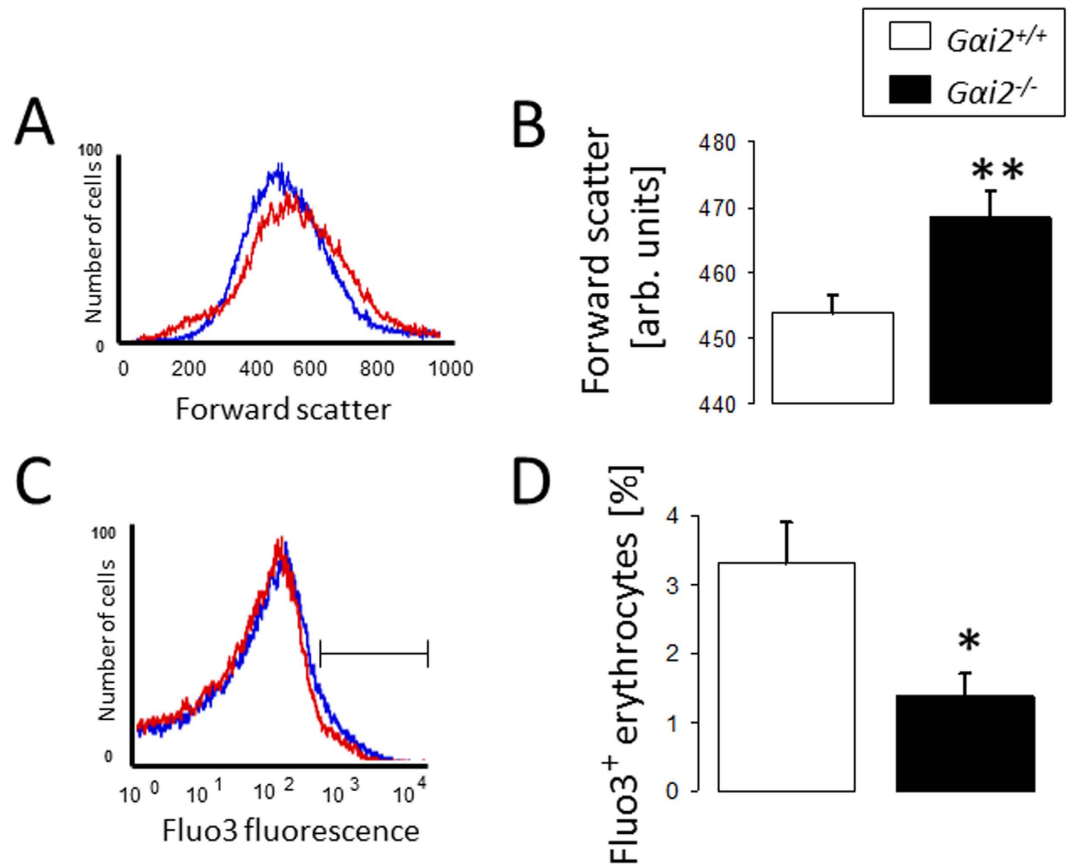 Gαi2+/+
Gαi2-/-
A
100
Number of cells
0
0 200 400 600 800 1000
Forward scatter
B
Forward scatter
[arb. units]
480
470
460
450
440
**
C
100
Number of cells
0
10 0 10 1 10 2 10 3 10 4
Fluo3 fluorescence
D
Fluo3+ erythrocytes [%]
4
3
2
1
0
*